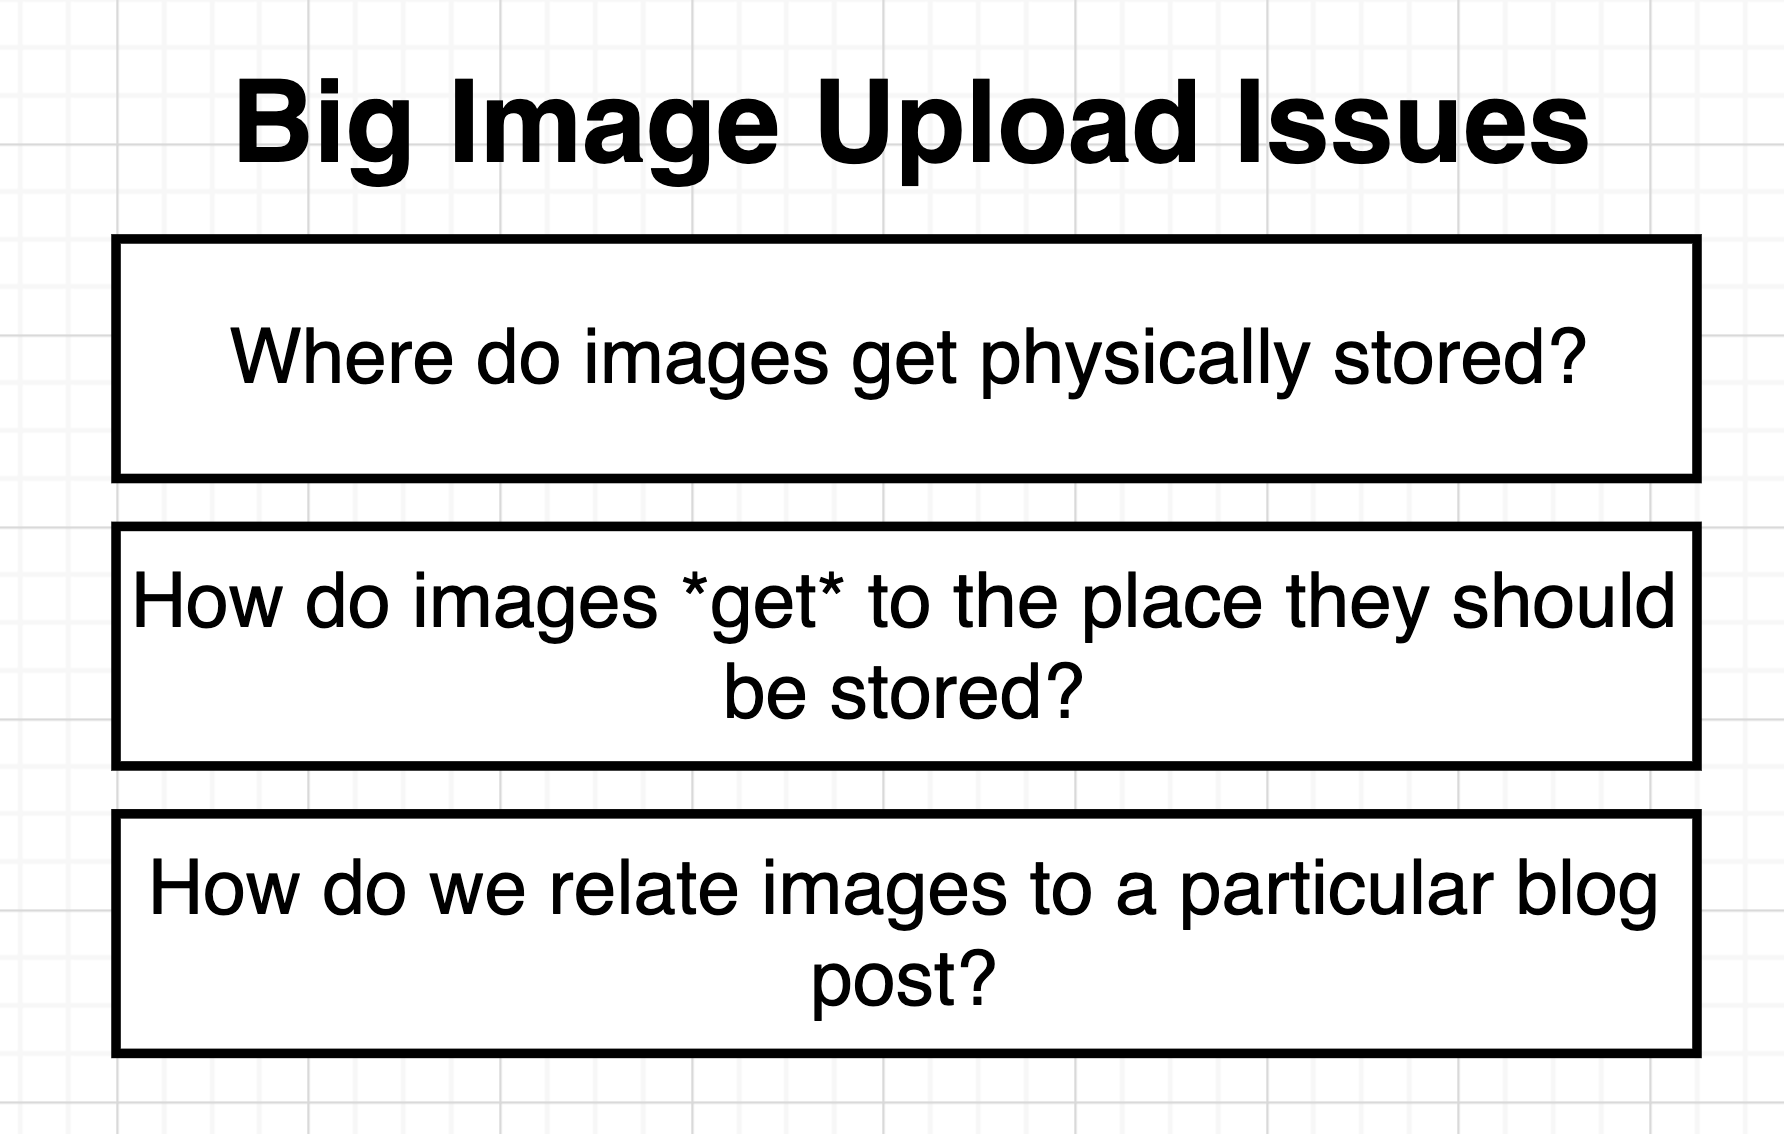 Big Image Upload Issues
Where do images get physically stored?
How do images *get* to the place they should
be stored?
How do we relate images to a particular blog
post?